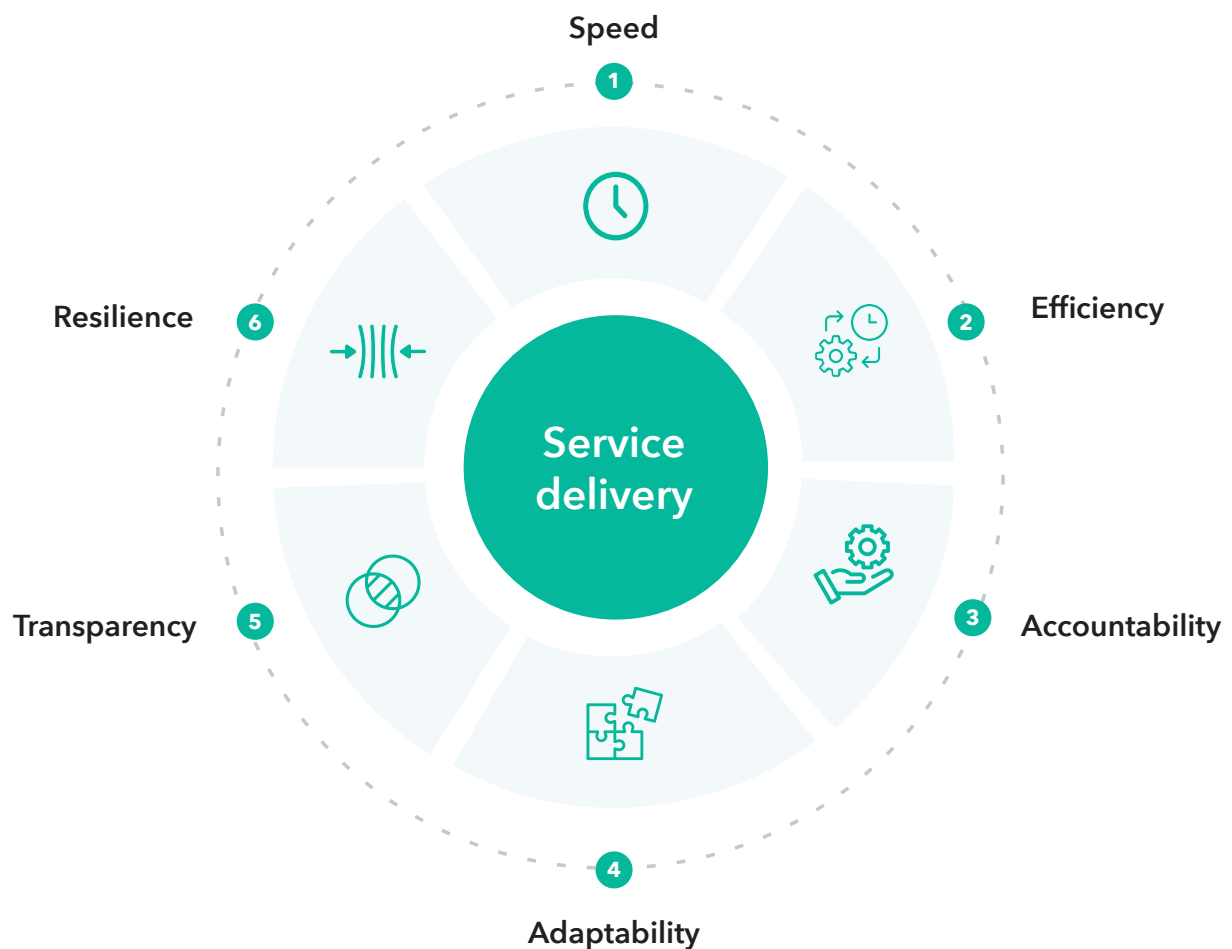 Speed
1
Efficiency
2
Accountability
3
Adaptability
4
Transparency
5
Resilience
6
Service
delivery